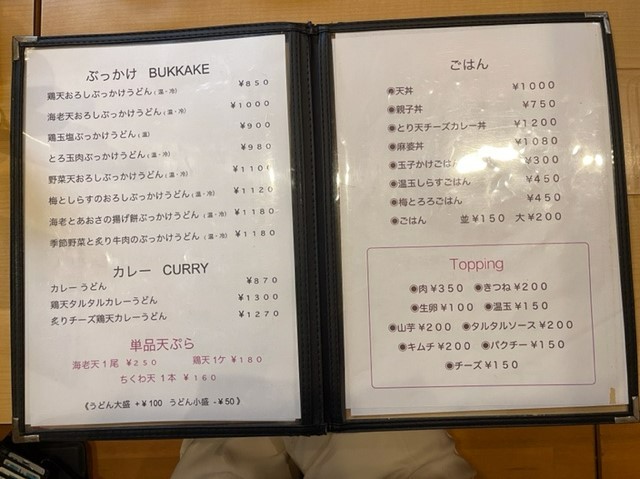 ぶっかけ BUKKAKE
鶏天おろしぶっかけうどん(温・冷) ¥850
海老天おろしぶっかけうどん(温・冷) ¥1000
鶏玉塩ぶっかけうどん(温) ¥900
とろ玉肉ぶっかけうどん(温・冷) ¥980
野菜天おろしぶっかけうどん(温・冷) ¥1100
梅としらすのおろしぶっかけうどん(温・冷) ¥1120
海老とあおさの揚げ餅ぶっかけうどん(温・冷) ¥1180
季節野菜と炙り牛肉のぶっかけうどん(温・冷) ¥1180
カレー CURRY
カレーうどん ¥870
鶏天タルタルカレーうどん ¥1300
炙りチーズ鶏天カレーうどん ¥1270
単品天ぷら
海老天1尾 ¥250 鶏天1ケ ¥180
ちくわ天1本 ¥160
《うどん大盛 +¥100 うどん小盛 -¥50》
ごはん
◉天丼 ¥1000
◉親子丼 ¥750
◉とり天チーズカレー丼 ¥1200
◉麻婆丼 ¥1080
◉玉子かけごはん ¥300
◉温玉しらすごはん ¥450
◉梅とろろごはん ¥450
◉ごはん 並¥150 大¥200
Topping
◉肉¥350 ◉きつね¥200
◉生卵¥100 ◉温玉¥150
◉山芋¥200 ◉タルタルソース¥200
◉キムチ¥200 ◉パクチー¥150
◉チーズ¥150